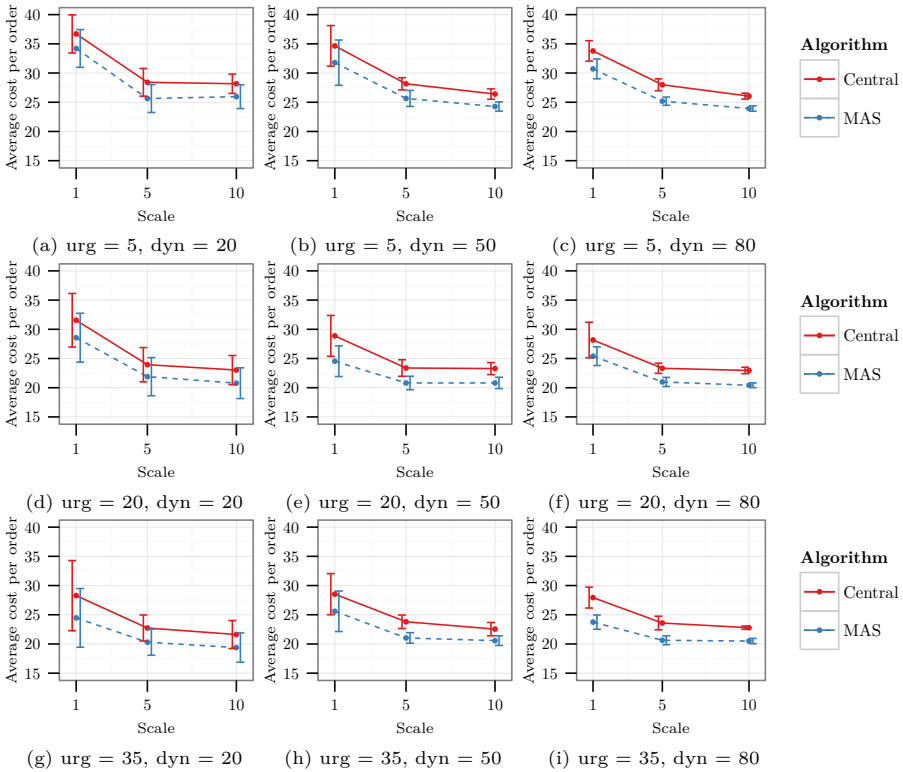 Average cost per order
40
35
30
25
20
15
1 5 10
Scale
(a) urg = 5, dyn = 20
Average cost per order
40
35
30
25
20
15
1 5 10
Scale
(b) urg = 5, dyn = 50
Average cost per order
40
35
30
25
20
15
1 5 10
Scale
(c) urg = 5, dyn = 80
Algorithm
Central
MAS
Average cost per order
40
35
30
25
20
15
1 5 10
Scale
(d) urg = 20, dyn = 20
Average cost per order
40
35
30
25
20
15
1 5 10
Scale
(e) urg = 20, dyn = 50
Average cost per order
40
35
30
25
20
15
1 5 10
Scale
(f) urg = 20, dyn = 80
Algorithm
Central
MAS
Average cost per order
40
35
30
25
20
15
1 5 10
Scale
(g) urg = 35, dyn = 20
Average cost per order
40
35
30
25
20
15
1 5 10
Scale
(h) urg = 35, dyn = 50
Average cost per order
40
35
30
25
20
15
1 5 10
Scale
(i) urg = 35, dyn = 80
Algorithm
Central
MAS